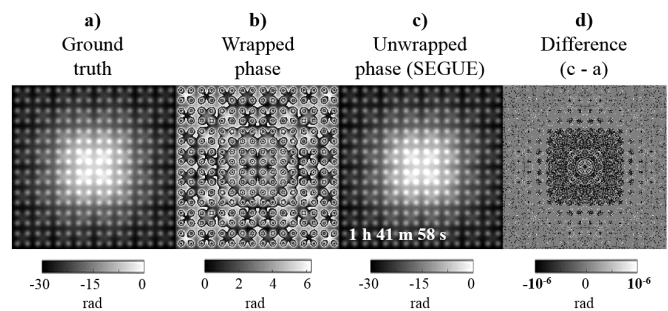 a)
Ground
truth
b)
Wrapped
phase
c)
Unwrapped
phase (SEGUE)
d)
Difference
(c - a)
1 h 41 m 58 s
-30 -15 0
rad
0 2 4 6
rad
-30 -15 0
rad
-10⁻⁶ 0 10⁻⁶
rad